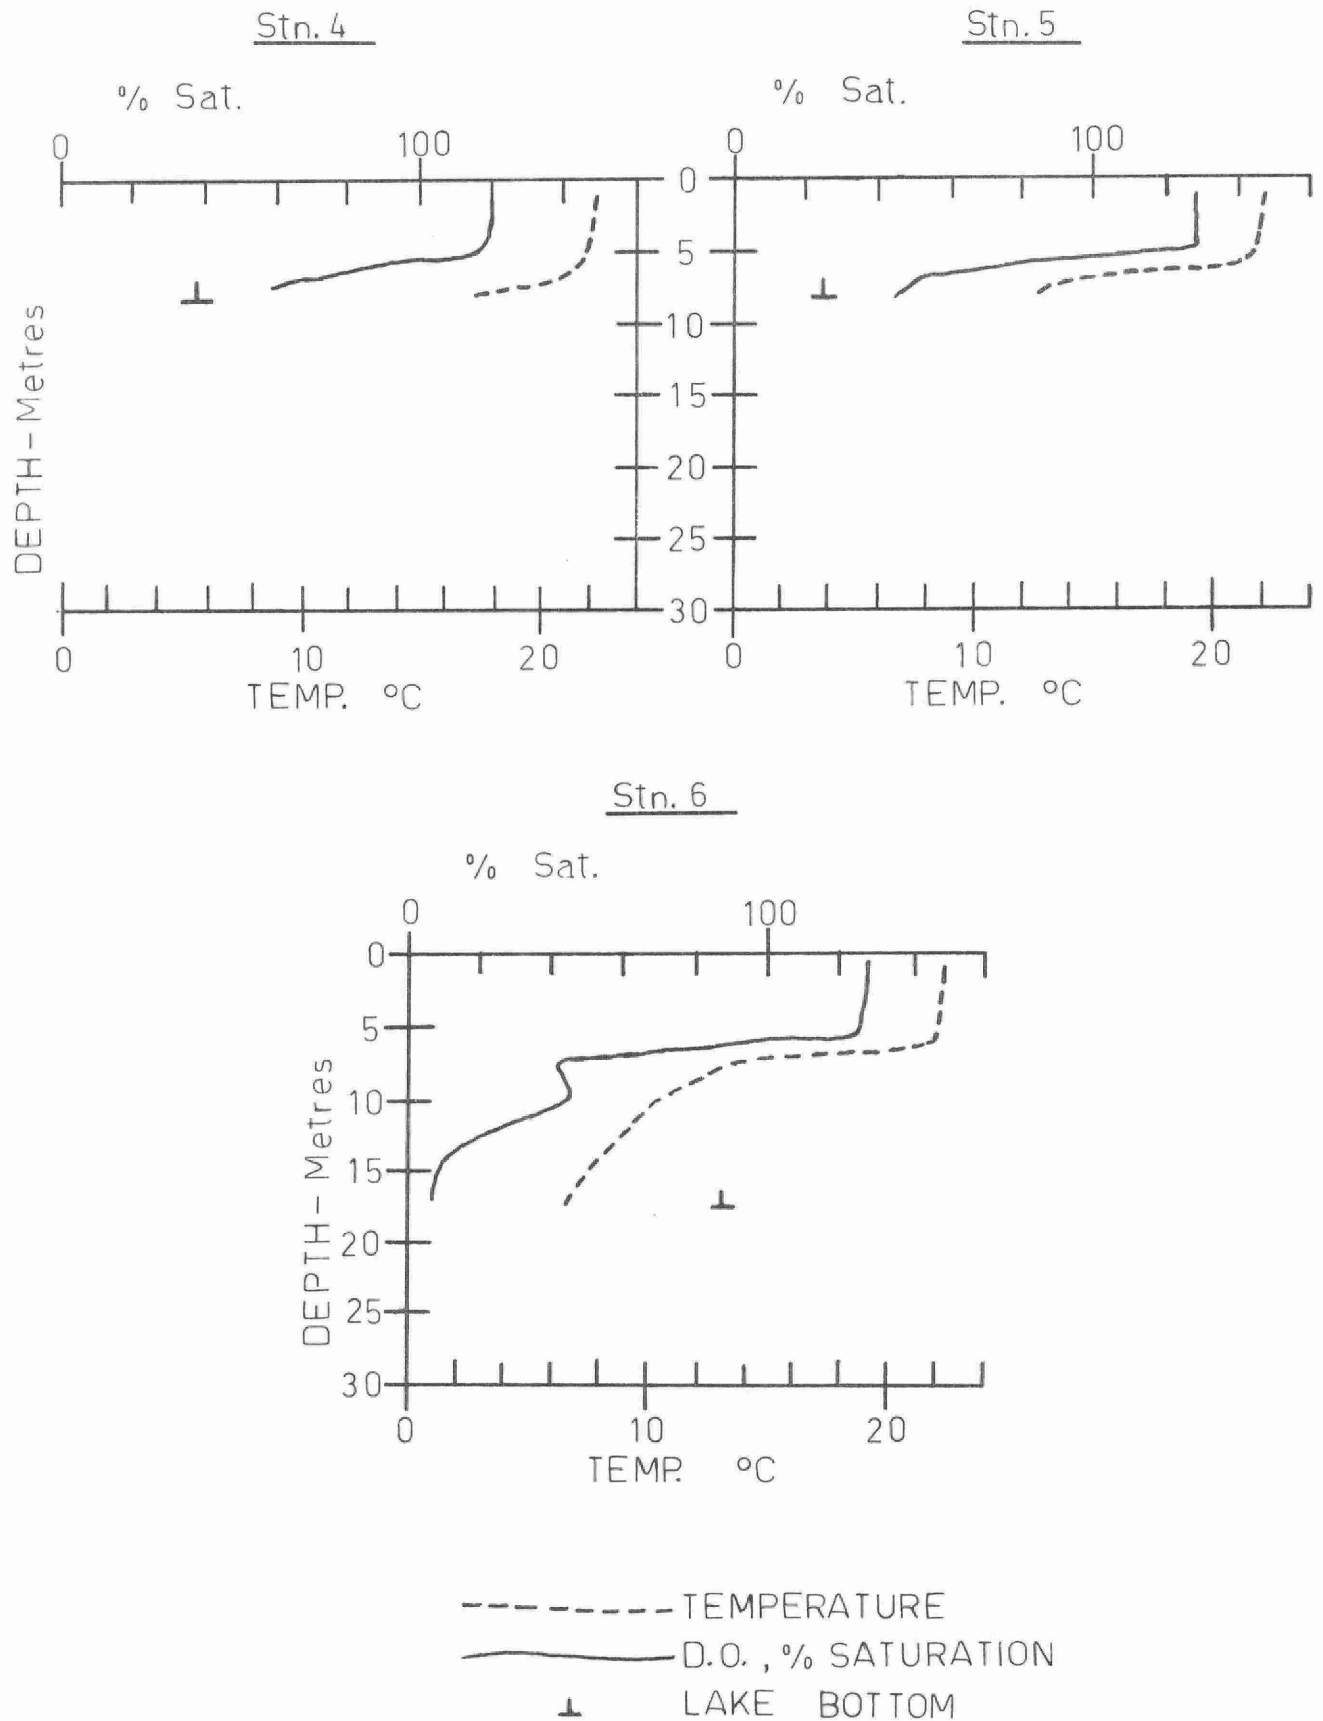 Stn. 4
% Sat.
0 100
DEPTH-Metres
0 10 20
TEMP. °C
Stn. 5
% Sat.
0 100
0
5
10
15
20
25
30
0 10 20
TEMP. °C
Stn. 6
% Sat.
0 100
DEPTH-Metres
0
5
10
15
20
25
30
0 10 20
TEMP. °C
TEMPERATURE
D.O., % SATURATION
LAKE BOTTOM